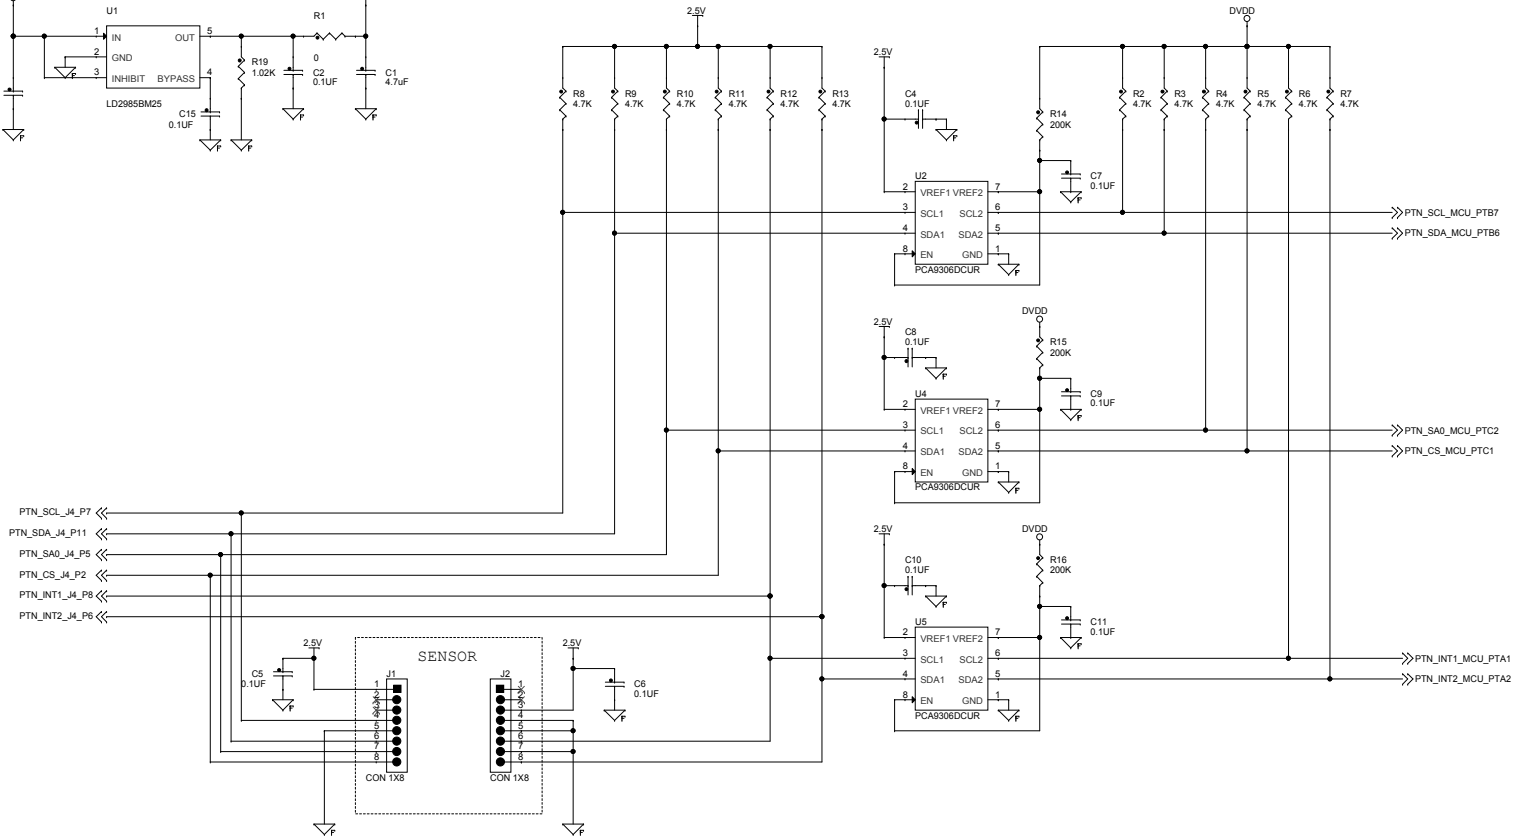 U1
1 IN OUT 5
2 GND
3 INHIBIT BYPASS 4
LD2985BM25
R1
0
R19
1.02K
C2
0.1UF
C1
4.7uF
C15
0.1UF
2.5V
R8
4.7K
R9
4.7K
R10
4.7K
R11
4.7K
R12
4.7K
R13
4.7K
2.5V
C4
0.1UF
DVDD
R14
200K
R2
4.7K
R3
4.7K
R4
4.7K
R5
4.7K
R6
4.7K
R7
4.7K
C7
0.1UF
U2
2 VREF1 VREF2 7
3 SCL1 SCL2 6
4 SDA1 SDA2 5
8 EN GND 1
PCA9306DCUR
PTN_SCL_MCU_PTB7
PTN_SDA_MCU_PTB6
2.5V
C8
0.1UF
DVDD
R15
200K
C9
0.1UF
U4
2 VREF1 VREF2 7
3 SCL1 SCL2 6
4 SDA1 SDA2 5
8 EN GND 1
PCA9306DCUR
PTN_SA0_MCU_PTC2
PTN_CS_MCU_PTC1
PTN_SCL_J4_P7
PTN_SDA_J4_P11
PTN_SA0_J4_P5
PTN_CS_J4_P2
PTN_INT1_J4_P8
PTN_INT2_J4_P6
2.5V
C10
0.1UF
DVDD
R16
200K
C11
0.1UF
U5
2 VREF1 VREF2 7
3 SCL1 SCL2 6
4 SDA1 SDA2 5
8 EN GND 1
PCA9306DCUR
PTN_INT1_MCU_PTA1
PTN_INT2_MCU_PTA2
2.5V
C5
0.1UF
SENSOR
2.5V
C6
0.1UF
J1
1
2
3
4
5
6
7
8
CON 1X8
J2
1
2
3
4
5
6
7
8
CON 1X8